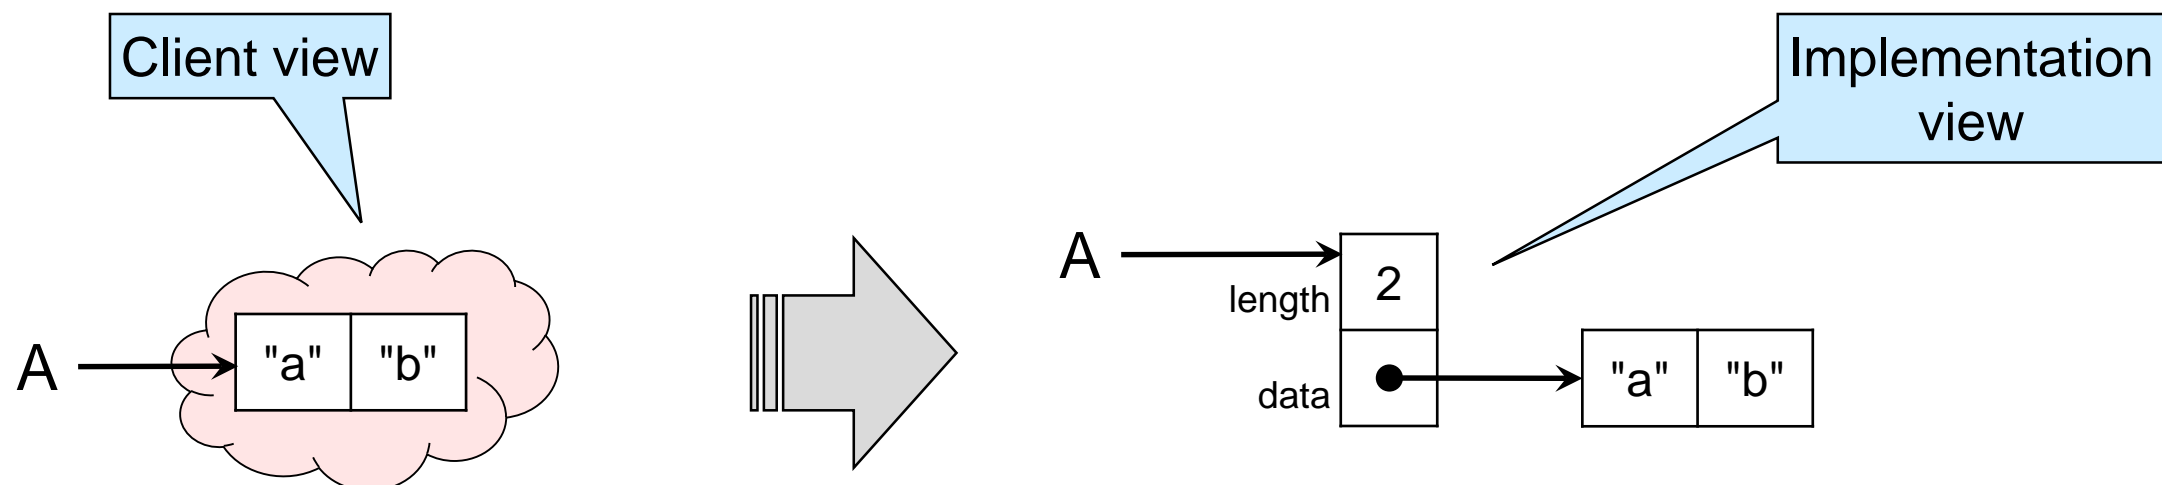 Client view
Implementation
view
A
"a" "b"
A
length
2
data
"a" "b"